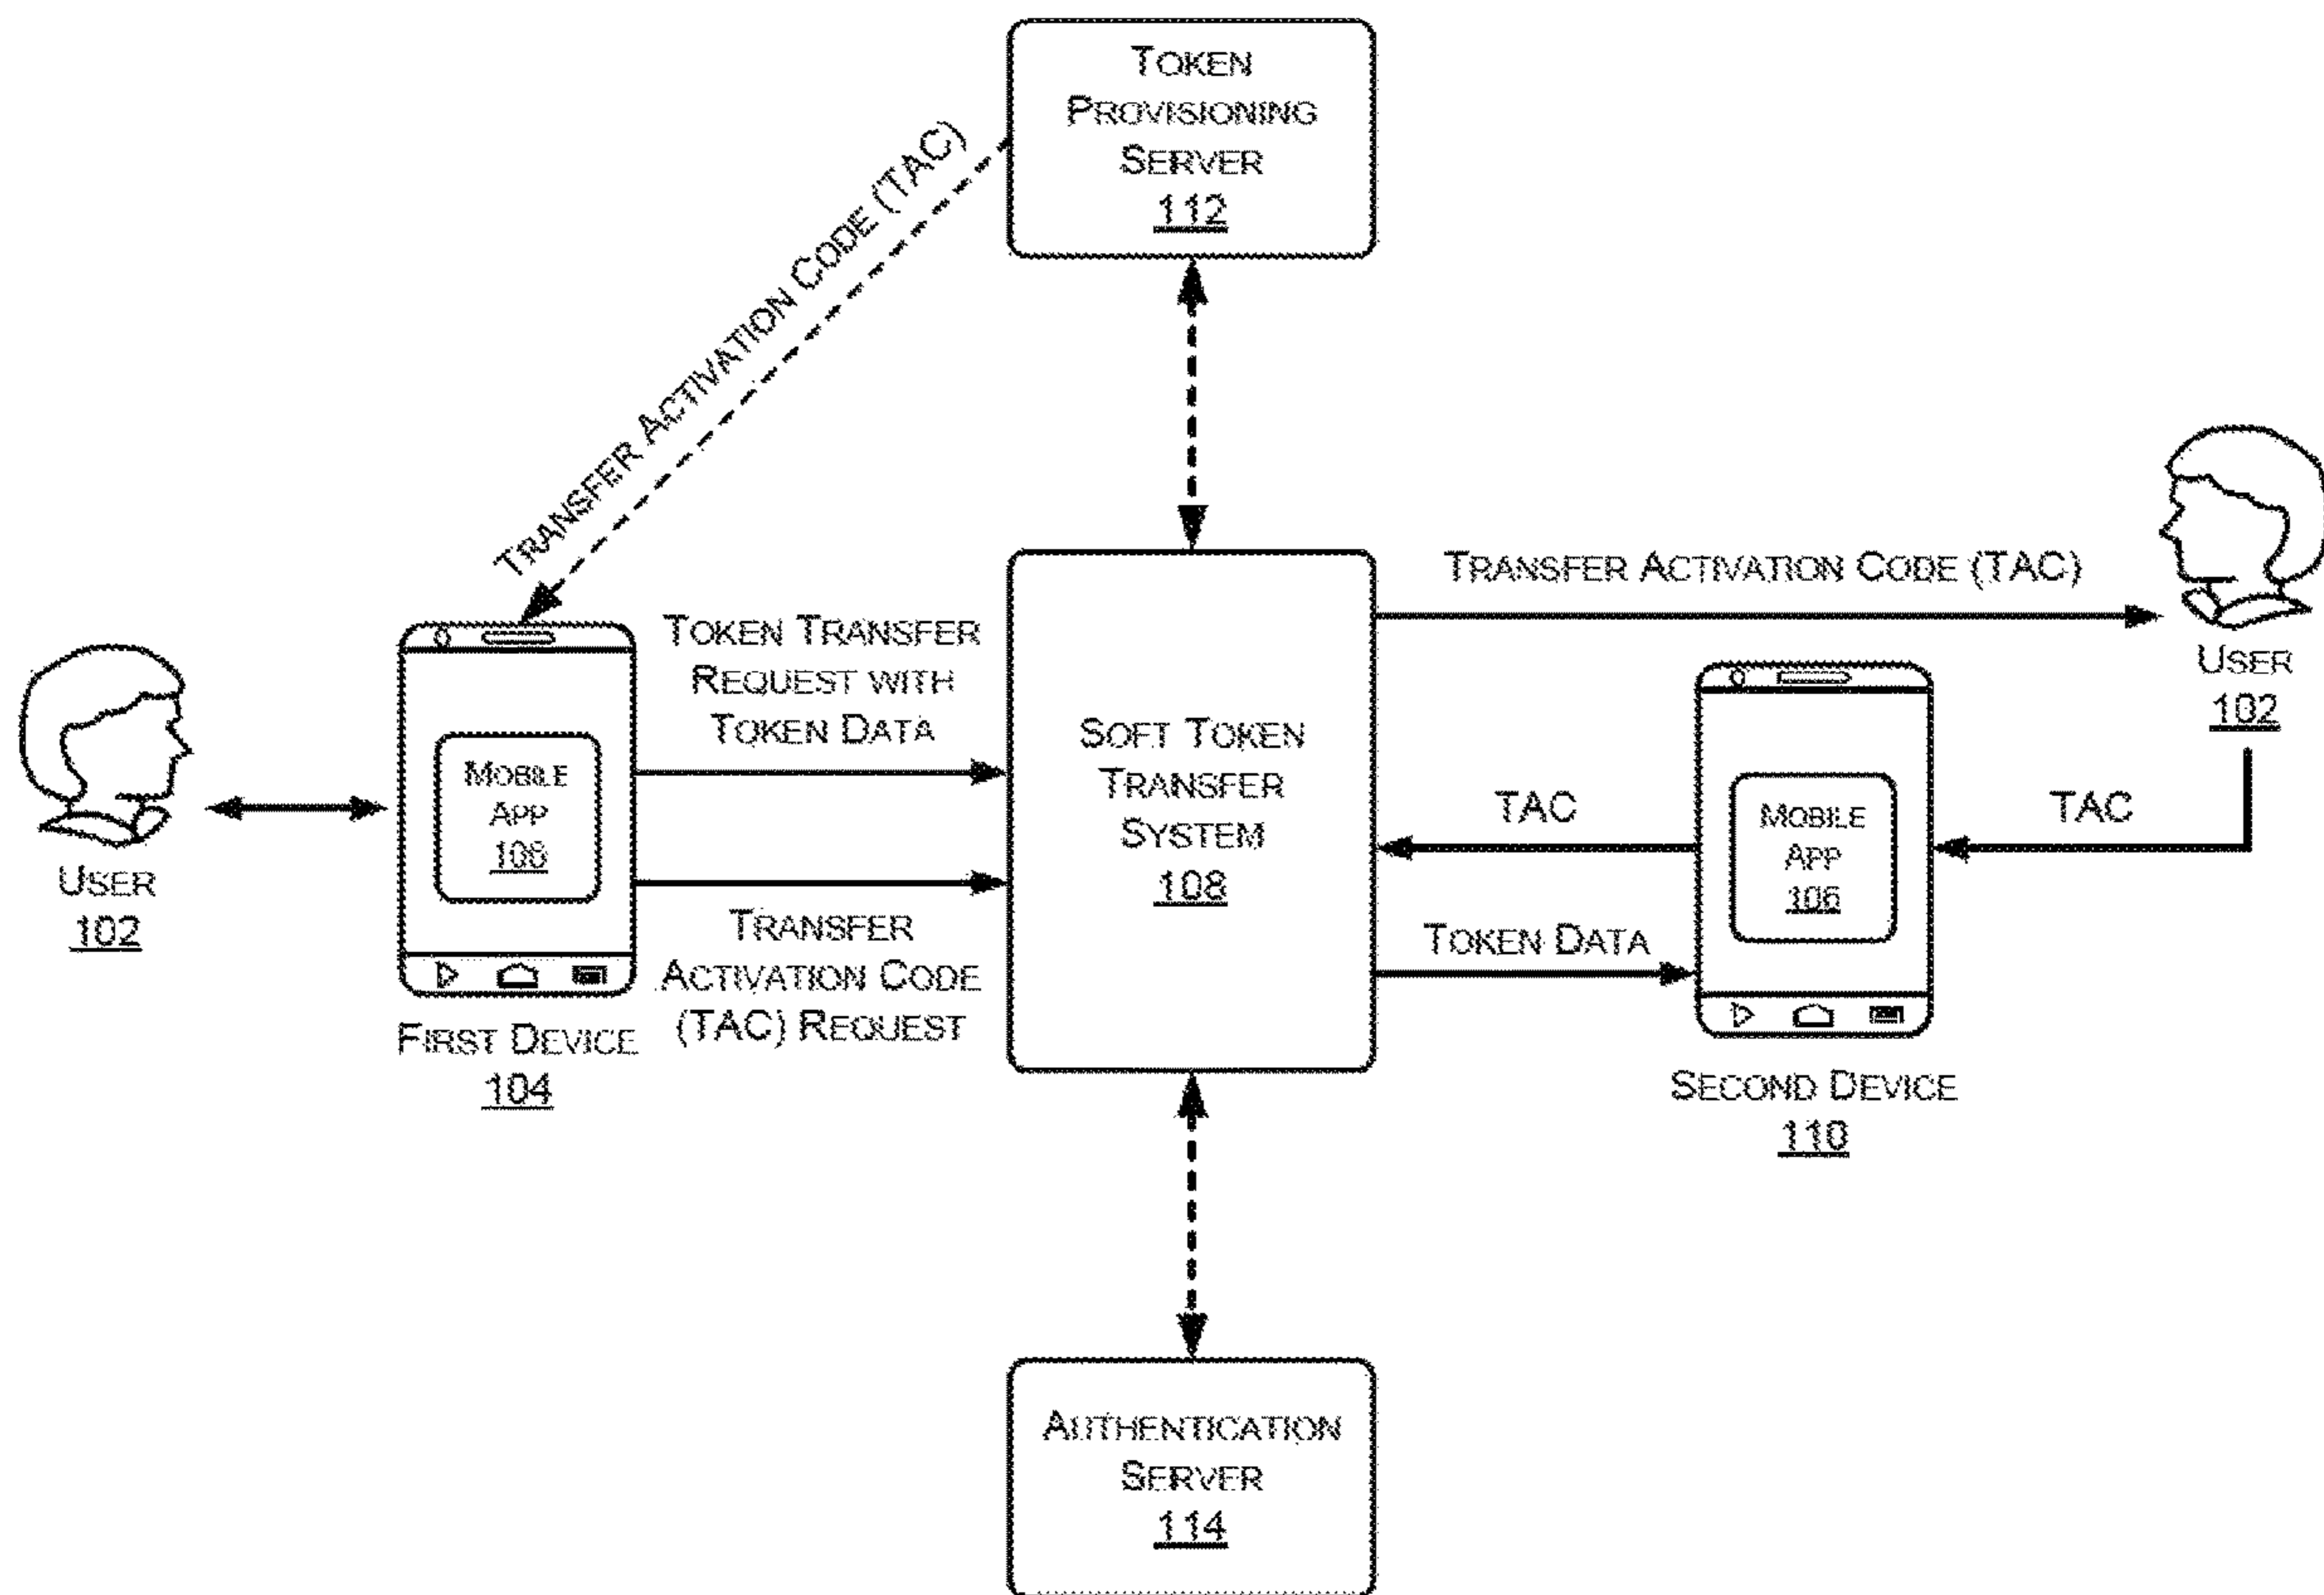 TOKEN
PROVISIONING
SERVER
112
TRANSFER ACTIVATION CODE (TAC)
TRANSFER ACTIVATION CODE (TAC)
USER
102
TOKEN TRANSFER
REQUEST WITH
TOKEN DATA
SOFT TOKEN
TRANSFER
SYSTEM
108
MOBILE
APP
106
TAC
MOBILE
APP
106
TAC
USER
102
TRANSFER
ACTIVATION CODE
(TAC) REQUEST
TOKEN DATA
FIRST DEVICE
104
SECOND DEVICE
110
AUTHENTICATION
SERVER
114